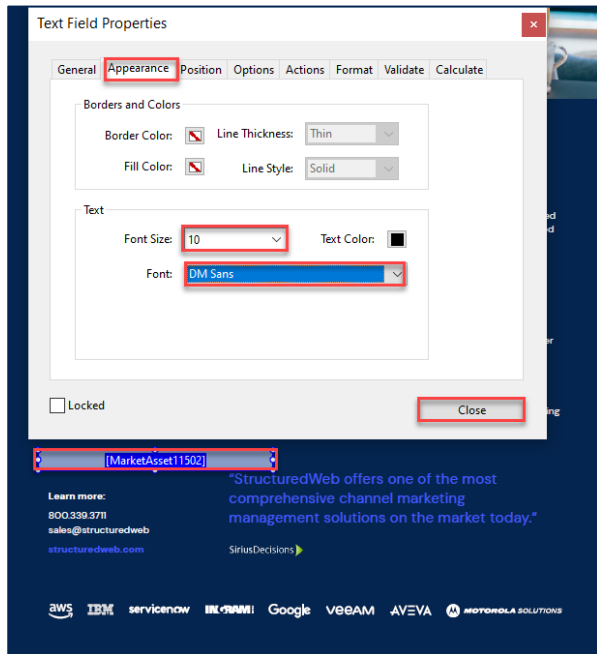 Text Field Properties
×
General Appearance Position Options Actions Format Validate Calculate
Borders and Colors
Border Color: Line Thickness: Thin
Fill Color: Line Style: Solid
Text
Font Size: 10 Text Color:
Font: DM Sans
Locked
Close
ed
d
er
ing
[MarketAsset11502]
"StructuredWeb offers one of the most
comprehensive channel marketing
management solutions on the market today."
Learn more:
800.339.3711
sales@structuredweb
structuredweb.com
SiriusDecisions
aws IBM servicenow INGRAM Google veeAM AVEVA MOTOROLA SOLUTIONS